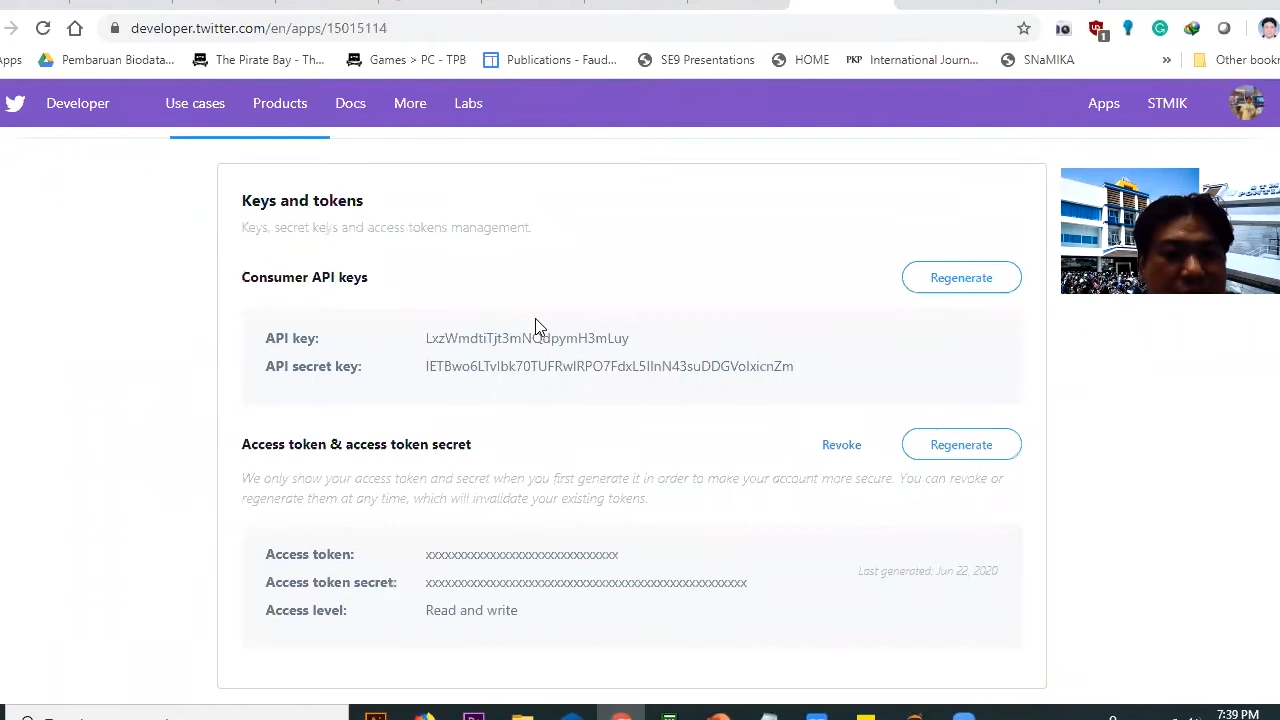 developer.twitter.com/en/apps/15015114
Apps Pembaruan Biodata... The Pirate Bay - Th... Games > PC - TPB Publications - Faud... SE9 Presentations HOME PKP International Journ... SNaMIKA » Other bookm
Developer Use cases Products Docs More Labs Apps STMIK
Keys and tokens
Keys, secret keys and access tokens management.
Consumer API keys Regenerate
API key:
API secret key:
Access token & access token secret Revoke Regenerate
We only show your access token and secret when you first generate it in order to make your account more secure. You can revoke or
regenerate them at any time, which will invalidate your existing tokens.
Access token:
Last generated: Jun 22, 2020
Access token secret:
Access level: Read and write
7:39 PM